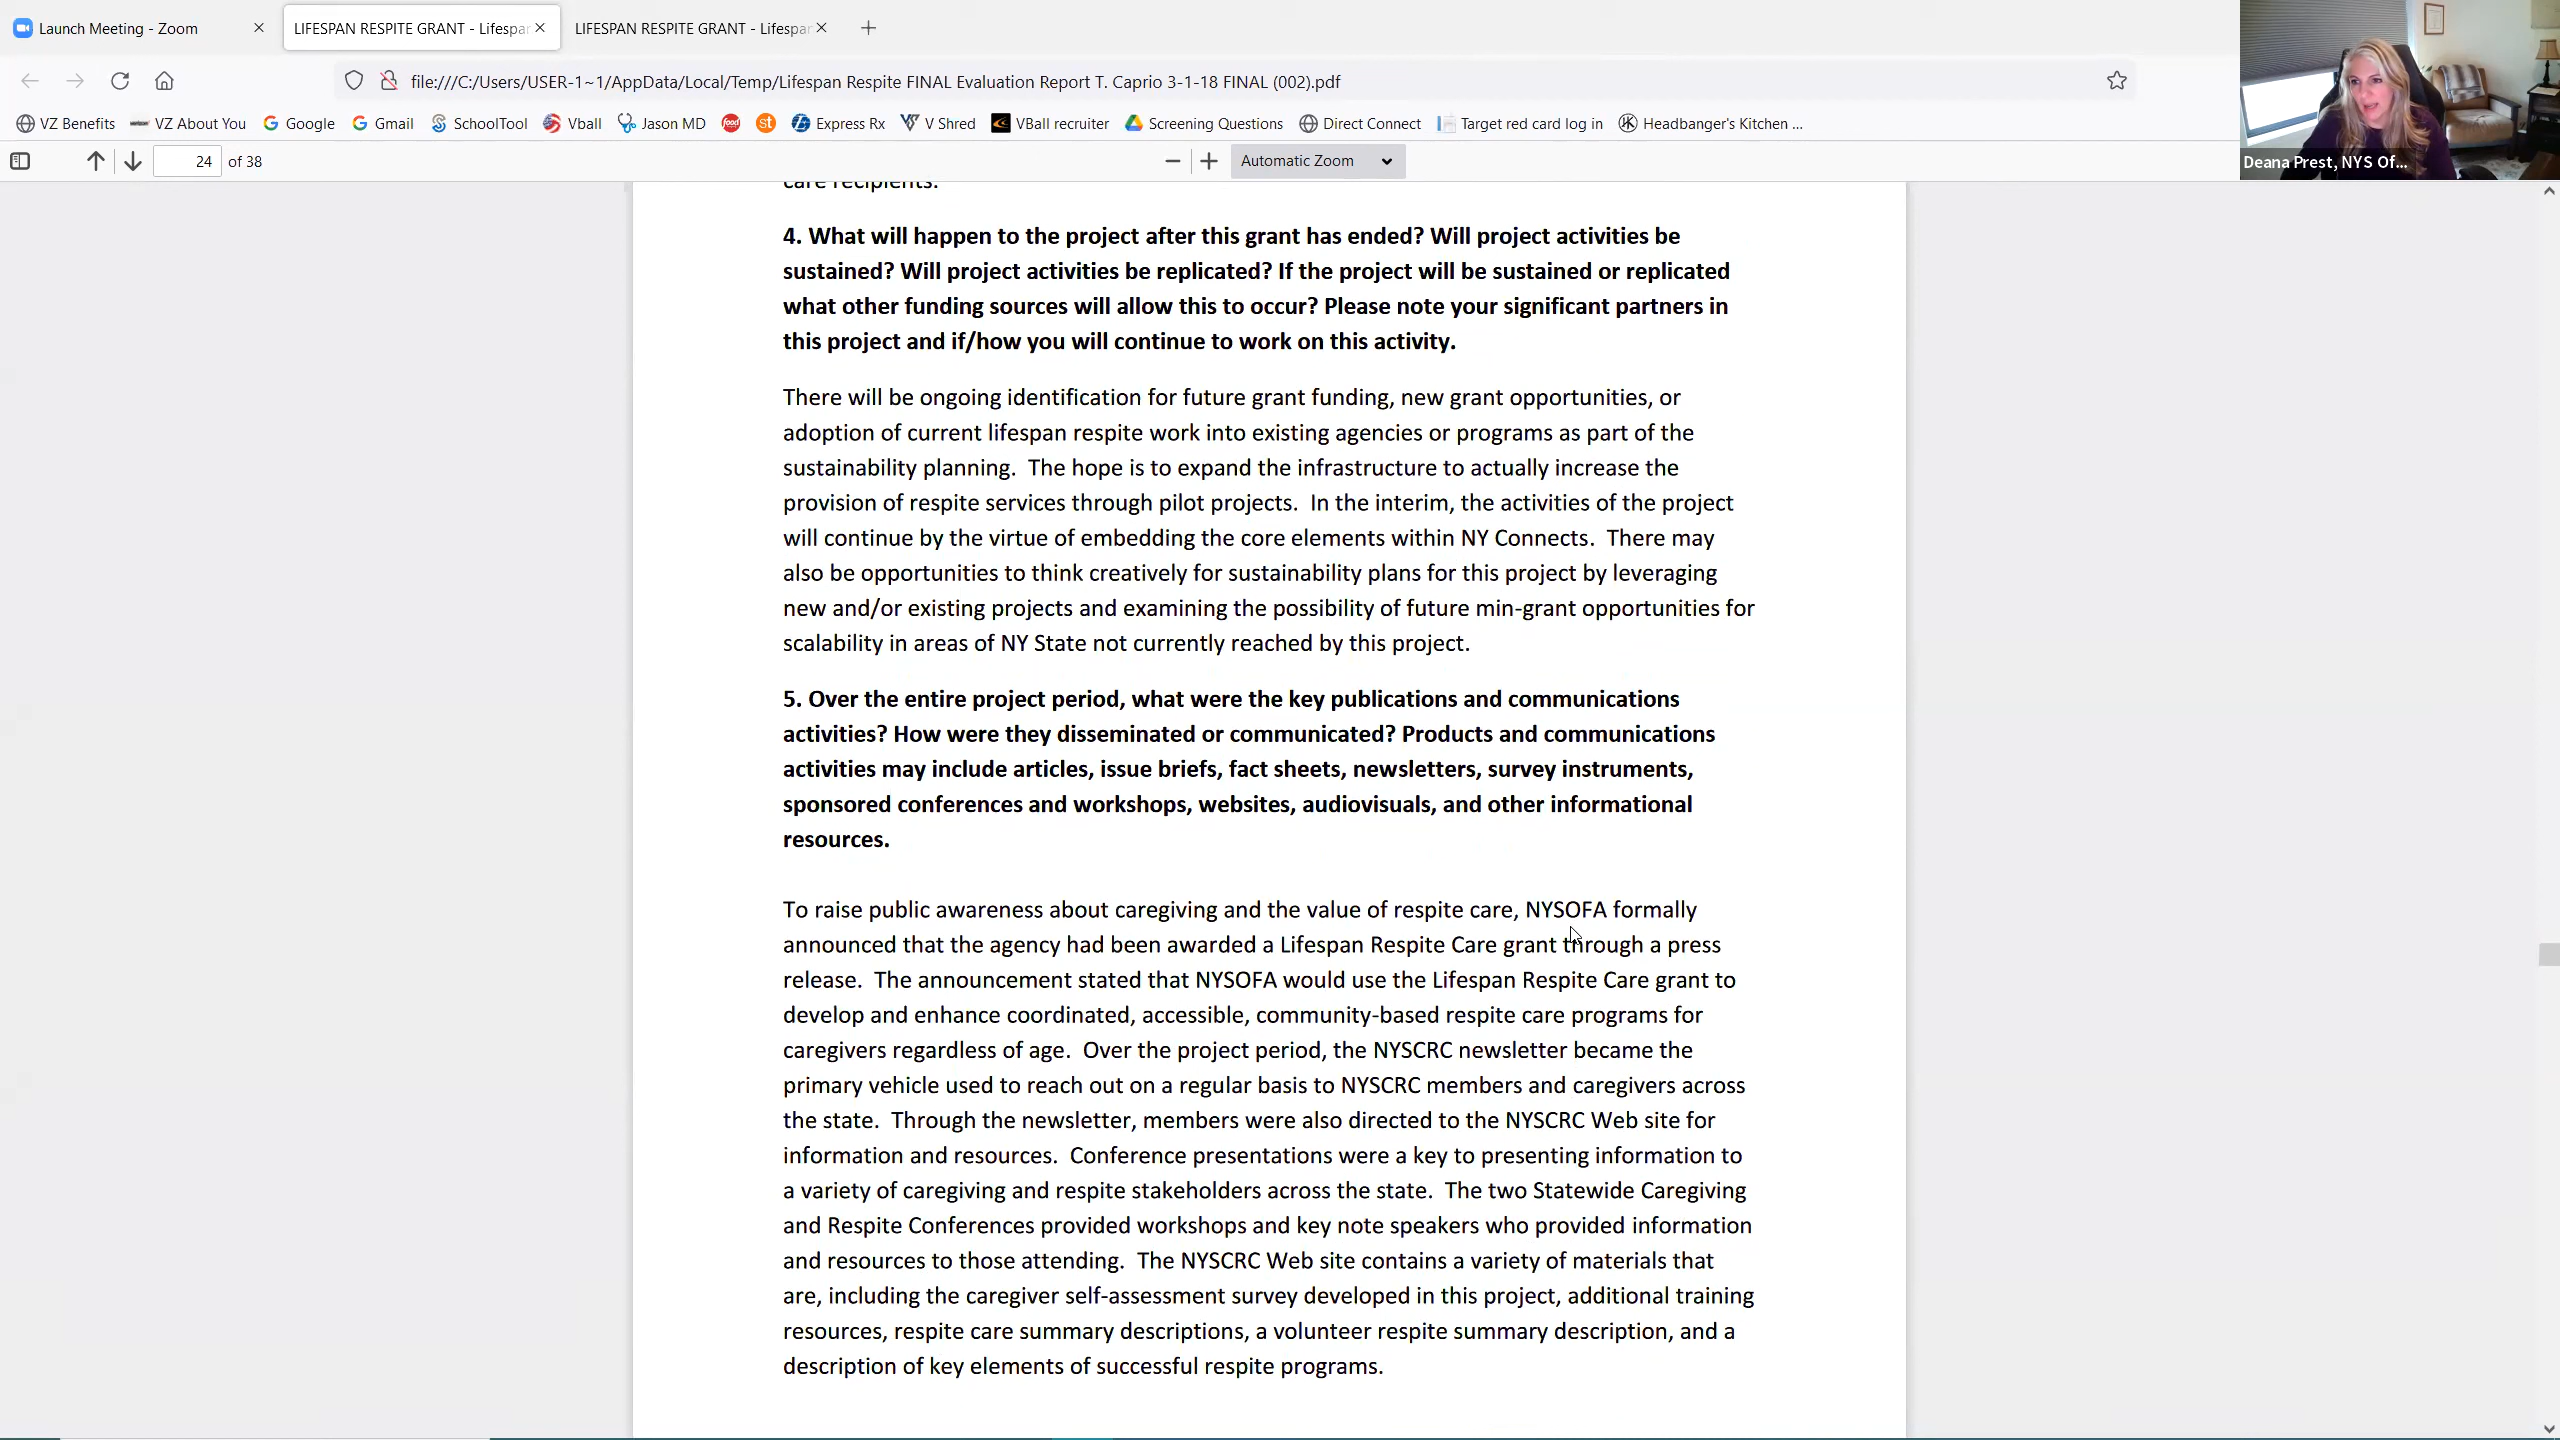 Launch Meeting - Zoom
LIFESPAN RESPITE GRANT - Lifespan
LIFESPAN RESPITE GRANT - Lifespan
file:///C:/Users/USER-1~1/AppData/Local/Temp/Lifespan Respite FINAL Evaluation Report T. Caprio 3-1-18 FINAL (002).pdf
VZ Benefits VZ About You Google Gmail SchoolTool Vball Jason MD food st Express Rx V Shred VBall recruiter Screening Questions Direct Connect Target red card log in Headbanger's Kitchen ...
Deana Prest, NYS Of...
24 of 38 Automatic Zoom
care recipients.
4. What will happen to the project after this grant has ended? Will project activities be
sustained? Will project activities be replicated? If the project will be sustained or replicated
what other funding sources will allow this to occur? Please note your significant partners in
this project and if/how you will continue to work on this activity.
There will be ongoing identification for future grant funding, new grant opportunities, or
adoption of current lifespan respite work into existing agencies or programs as part of the
sustainability planning. The hope is to expand the infrastructure to actually increase the
provision of respite services through pilot projects. In the interim, the activities of the project
will continue by the virtue of embedding the core elements within NY Connects. There may
also be opportunities to think creatively for sustainability plans for this project by leveraging
new and/or existing projects and examining the possibility of future min-grant opportunities for
scalability in areas of NY State not currently reached by this project.
5. Over the entire project period, what were the key publications and communications
activities? How were they disseminated or communicated? Products and communications
activities may include articles, issue briefs, fact sheets, newsletters, survey instruments,
sponsored conferences and workshops, websites, audiovisuals, and other informational
resources.
To raise public awareness about caregiving and the value of respite care, NYSOFA formally
announced that the agency had been awarded a Lifespan Respite Care grant through a press
release. The announcement stated that NYSOFA would use the Lifespan Respite Care grant to
develop and enhance coordinated, accessible, community-based respite care programs for
caregivers regardless of age. Over the project period, the NYSCRC newsletter became the
primary vehicle used to reach out on a regular basis to NYSCRC members and caregivers across
the state. Through the newsletter, members were also directed to the NYSCRC Web site for
information and resources. Conference presentations were a key to presenting information to
a variety of caregiving and respite stakeholders across the state. The two Statewide Caregiving
and Respite Conferences provided workshops and key note speakers who provided information
and resources to those attending. The NYSCRC Web site contains a variety of materials that
are, including the caregiver self-assessment survey developed in this project, additional training
resources, respite care summary descriptions, a volunteer respite summary description, and a
description of key elements of successful respite programs.